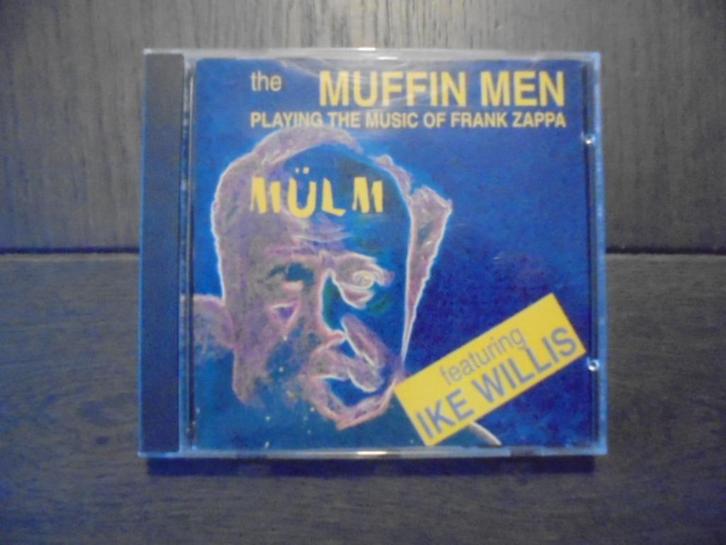 the MUFFIN MEN
PLAYING THE MUSIC OF FRANK ZAPPA
MÜLM
featuring
IKE WILLIS